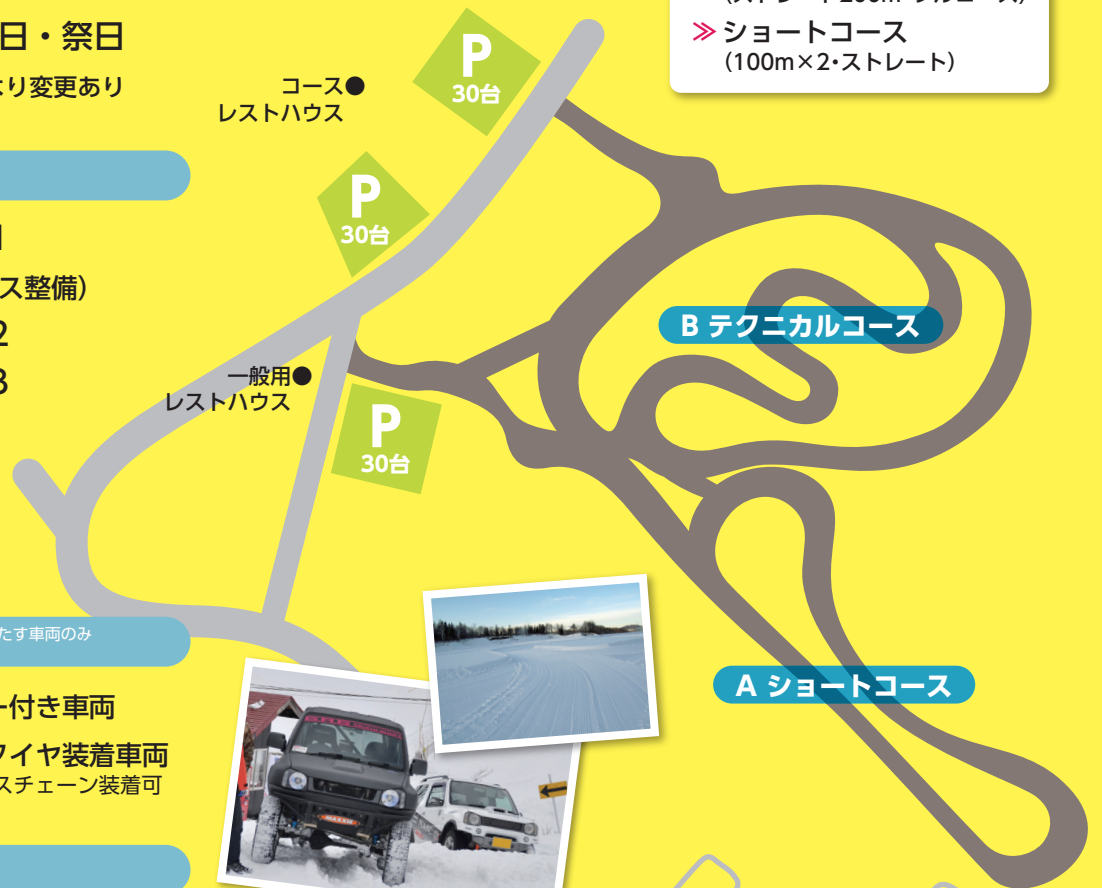 日・祭日
より変更あり
ス整備）
2
3
たす車両のみ
ー付き車両
タイヤ装着車両
スチェーン装着可
≫ショートコース
（100m×2・ストレート）
コース●
レストハウス
P
30台
P
30台
一般用●
レストハウス
P
30台
B テクニカルコース
A ショートコース
MAXXIS